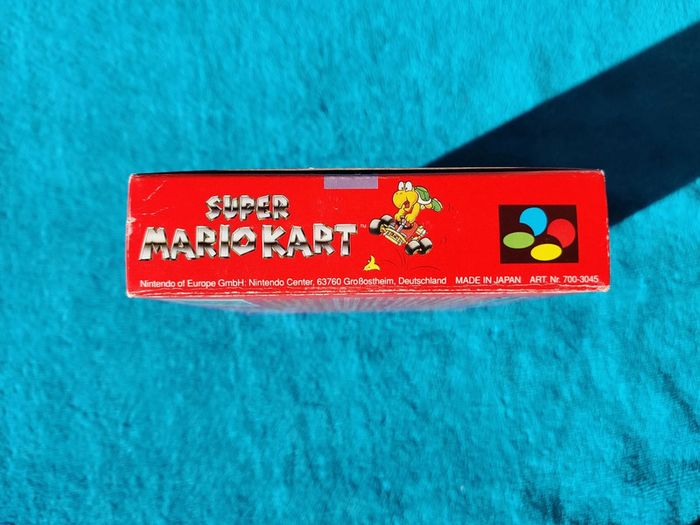 SUPER
MARIO KART
TM
Nintendo of Europe GmbH: Nintendo Center, 63760 Großostheim, Deutschland MADE IN JAPAN ART. Nr. 700-3045